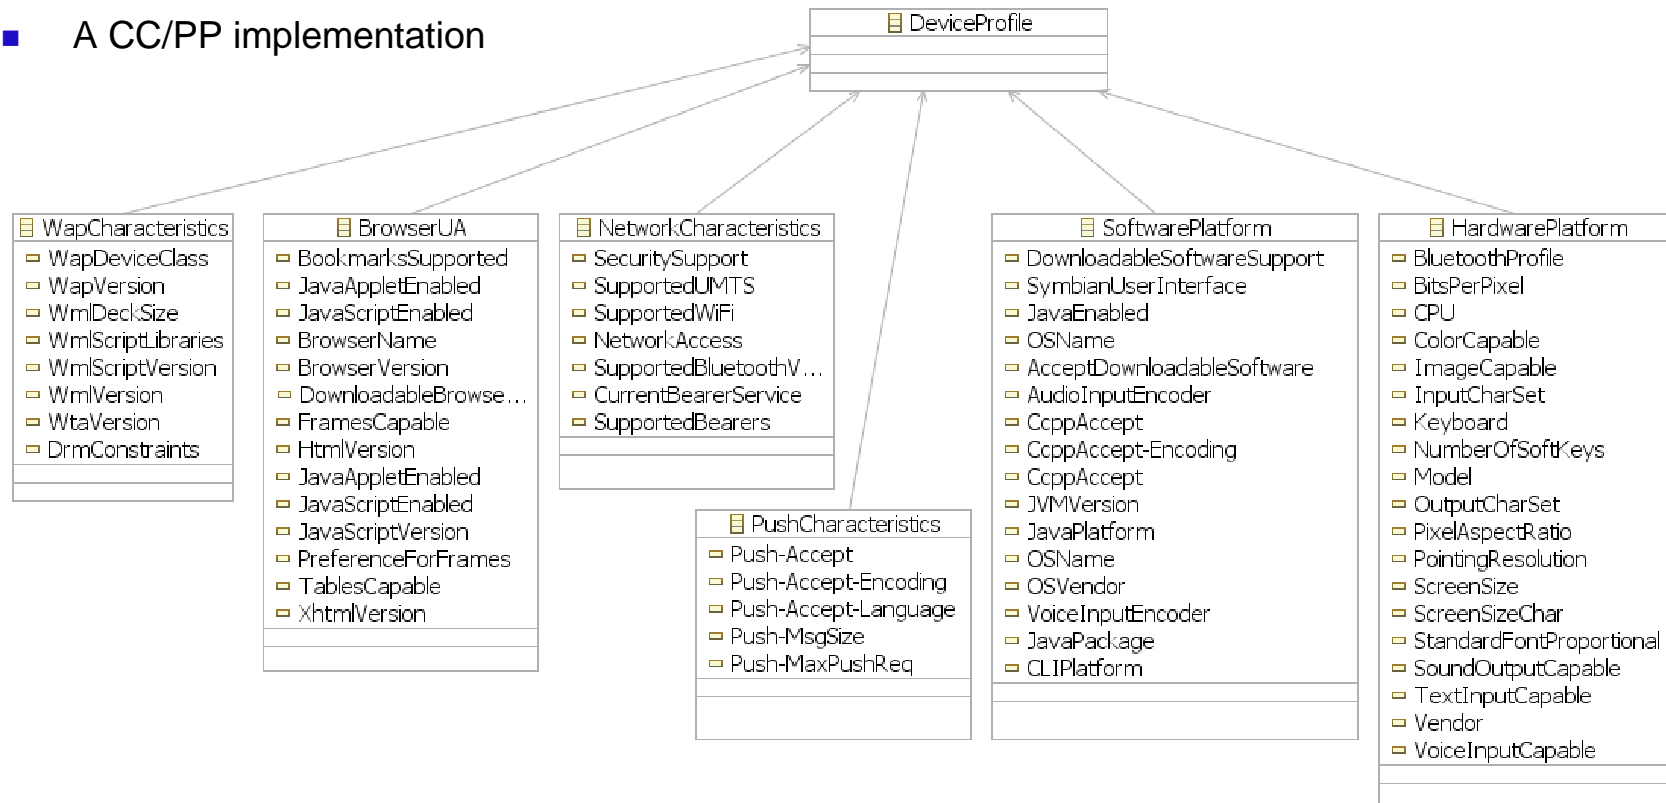 A CC/PP implementation
DeviceProfile
WapCharacteristics
WapDeviceClass
WapVersion
WmlDeckSize
WmlScriptLibraries
WmlScriptVersion
WmlVersion
WtaVersion
DrmConstraints
BrowserUA
BookmarksSupported
JavaAppletEnabled
JavaScriptEnabled
BrowserName
BrowserVersion
DownloadableBrowse...
FramesCapable
HtmlVersion
JavaAppletEnabled
JavaScriptEnabled
JavaScriptVersion
PreferenceForFrames
TablesCapable
XhtmlVersion
NetworkCharacteristics
SecuritySupport
SupportedUMTS
SupportedWiFi
NetworkAccess
SupportedBluetoothV...
CurrentBearerService
SupportedBearers
PushCharacteristics
Push-Accept
Push-Accept-Encoding
Push-Accept-Language
Push-MsgSize
Push-MaxPushReq
SoftwarePlatform
DownloadableSoftwareSupport
SymbianUserInterface
JavaEnabled
OSName
AcceptDownloadableSoftware
AudioInputEncoder
CcppAccept
CcppAccept-Encoding
CcppAccept
JVMVersion
JavaPlatform
OSName
OSVendor
VoiceInputEncoder
JavaPackage
CLIPlatform
HardwarePlatform
BluetoothProfile
BitsPerPixel
CPU
ColorCapable
ImageCapable
InputCharSet
Keyboard
NumberOfSoftKeys
Model
OutputCharSet
PixelAspectRatio
PointingResolution
ScreenSize
ScreenSizeChar
StandardFontProportional
SoundOutputCapable
TextInputCapable
Vendor
VoiceInputCapable